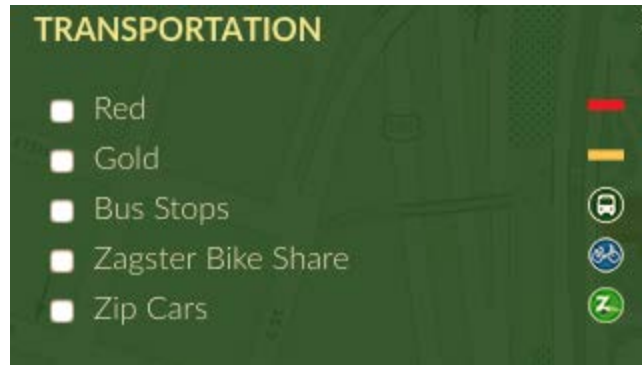 TRANSPORTATION
Red
Gold
Bus Stops
Zagster Bike Share
Zip Cars
Z